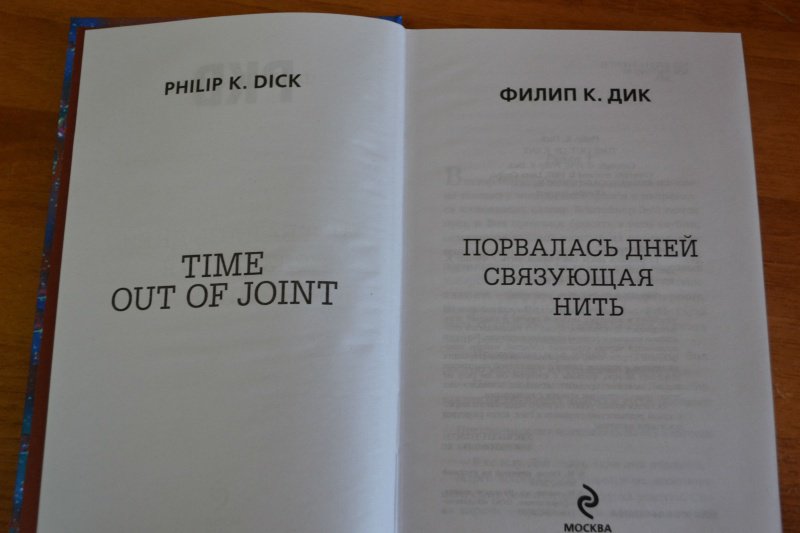 PHILIP K. DICK
TIME
OUT OF JOINT
ФИЛИП К. ДИК
ПОРВАЛАСЬ ДНЕЙ
СВЯЗУЮЩАЯ
НИТЬ
МОСКВА